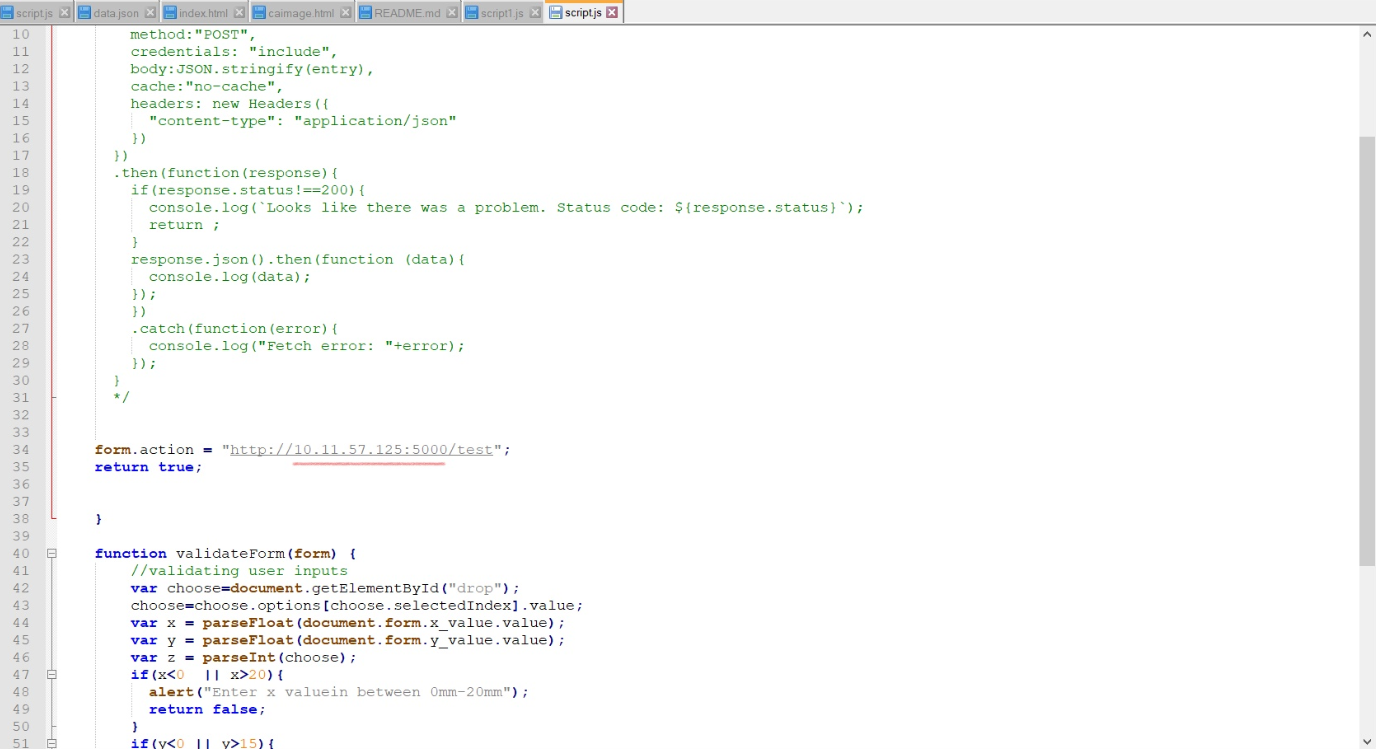 script.js data.json index.html caimage.html README.md script1.js script.js
10 method:"POST",
11 credentials: "include",
12 body:JSON.stringify(entry),
13 cache:"no-cache",
14 headers: new Headers({
15 "content-type": "application/json"
16 })
17 })
18 .then(function(response){
19 if(response.status!==200){
20 console.log(`Looks like there was a problem. Status code: ${response.status}`);
21 return ;
22 }
23 response.json().then(function (data){
24 console.log(data);
25 });
26 })
27 .catch(function(error){
28 console.log("Fetch error: "+error);
29 });
30 }
31 */
32
33
34 form.action = "http://10.11.57.125:5000/test";
35 return true;
36
37
38 }
39
40 function validateForm(form) {
41 //validating user inputs
42 var choose=document.getElementById("drop");
43 choose=choose.options[choose.selectedIndex].value;
44 var x = parseFloat(document.form.x_value.value);
45 var y = parseFloat(document.form.y_value.value);
46 var z = parseInt(choose);
47 if(x<0 || x>20){
48 alert("Enter x valuein between 0mm-20mm");
49 return false;
50 }
51 if(y<0 || y>15){